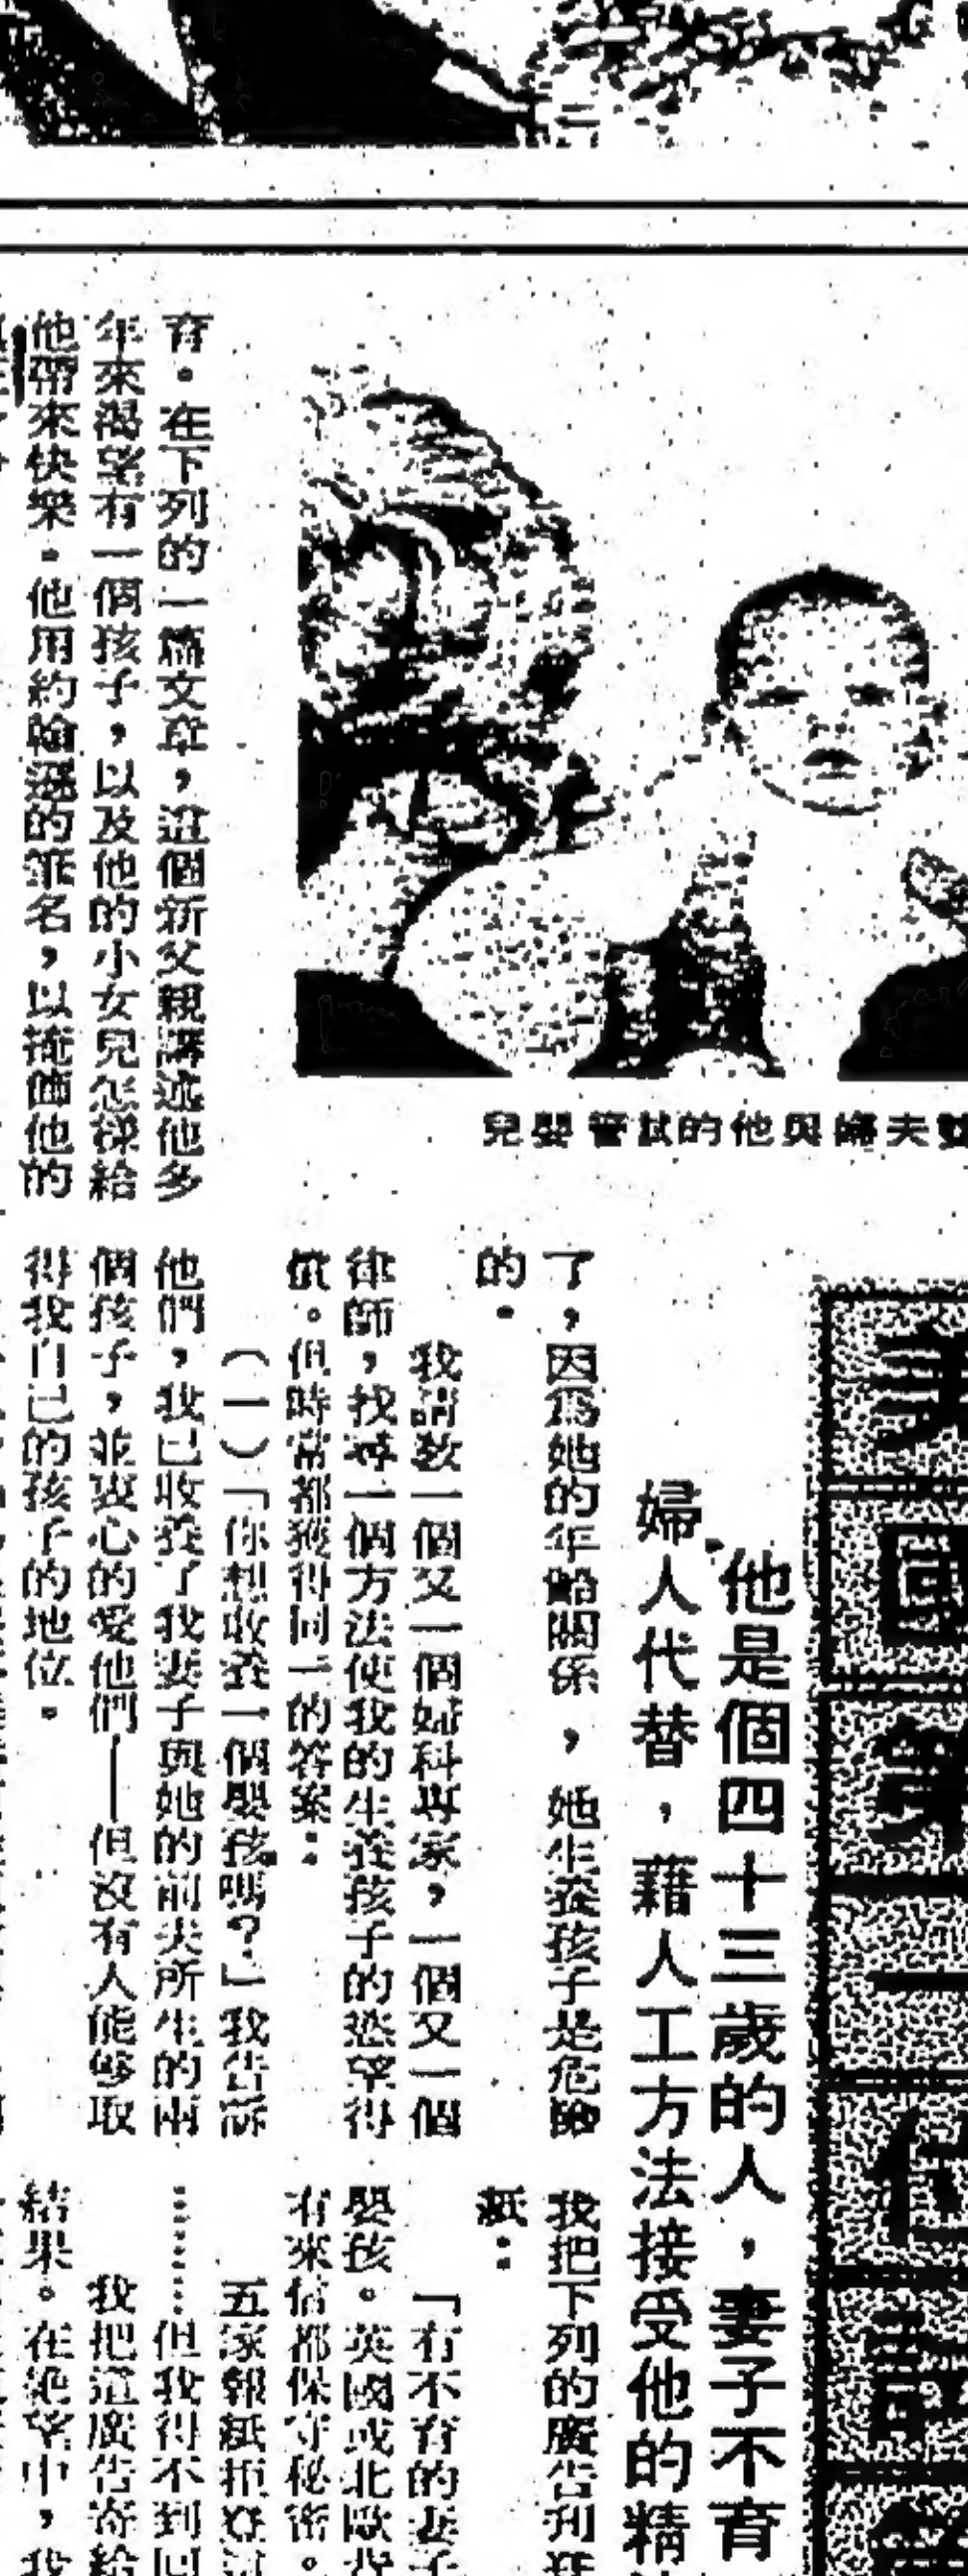 國
第
一
他是個四十三歲的人，妻子不育
婦人代替，藉人工方法接受他的精
兒嬰管試的他與婦夫
育。在下列的一篇文章，這個新父親講述他多
年來渴望有一個孩子，以及他的小女兒怎樣給
他帶來快樂。他用約翰遜的筆名，以掩飾他的
了，因爲她的年齡關係，她生養孩子是危險
的。
我請教一個又一個婦科專家，一個又一個
律師，找尋一個方法使我的生養孩子的慾望得
償。但時常都獲得同一的答案：
（一）「你想收養一個嬰孩嗎？」我告訴
他們，我已收養了我妻子與她的前夫所生的兩
個孩子，並衷心的愛他們——但沒有人能够取
得我自己的孩子的地位。
我把下列的廣告刊
紙：
「有不育的妻子
嬰孩。英國或北歐
有來信都保守秘密。
五家報紙拒登
……但我得不到回
我把這廣告寄給
結果。在絶望中，我